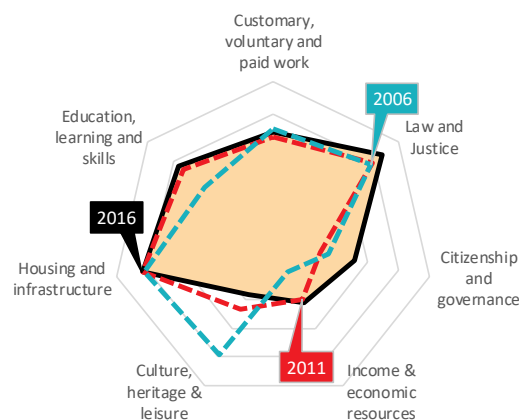 Customary,
voluntary and
paid work
2006
Law and
Justice
Education,
learning and
skills
2016
Housing and
infrastructure
Citizenship
and
governance
Culture,
heritage &
leisure
2011
Income &
economic
resources